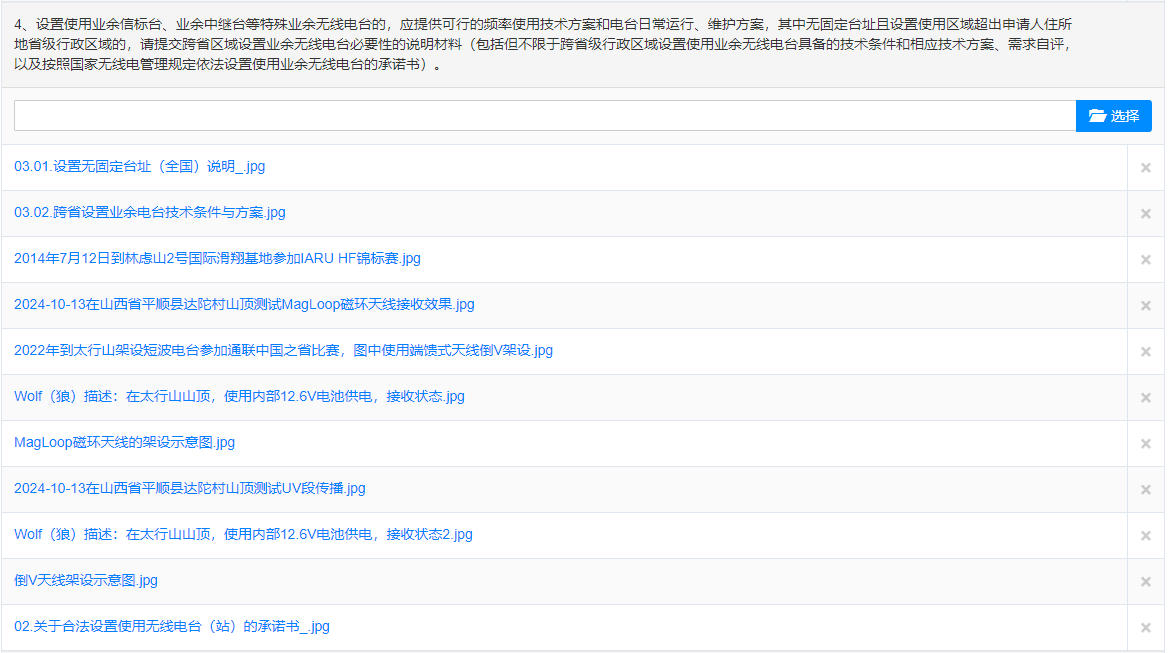 4、设置使用业余信标台、业余中继台等特殊业余无线电台的，应提供可行的频率使用技术方案和电台日常运行、维护方案，其中无固定台址且设置使用区域超出申请人住所
地省级行政区域的，请提交跨省区域设置业余无线电台必要性的说明材料（包括但不限于跨省级行政区域设置使用业余无线电台具备的技术条件和相应技术方案、需求自评，
以及按照国家无线电管理规定依法设置使用业余无线电台的承诺书）。
选择
03.01.设置无固定台址（全国）说明_.jpg
03.02.跨省设置业余电台技术条件与方案.jpg
2014年7月12日到林虑山2号国际滑翔基地参加IARU HF锦标赛.jpg
2024-10-13在山西省平顺县达陀村山顶测试MagLoop磁环天线接收效果.jpg
2022年到太行山架设短波电台参加通联中国之省比赛，图中使用端馈式天线倒V架设.jpg
Wolf（狼）描述：在太行山山顶，使用内部12.6V电池供电，接收状态.jpg
MagLoop磁环天线的架设示意图.jpg
2024-10-13在山西省平顺县达陀村山顶测试UV段传播.jpg
Wolf（狼）描述：在太行山山顶，使用内部12.6V电池供电，接收状态2.jpg
倒V天线架设示意图.jpg
02.关于合法设置使用无线电台（站）的承诺书_.jpg